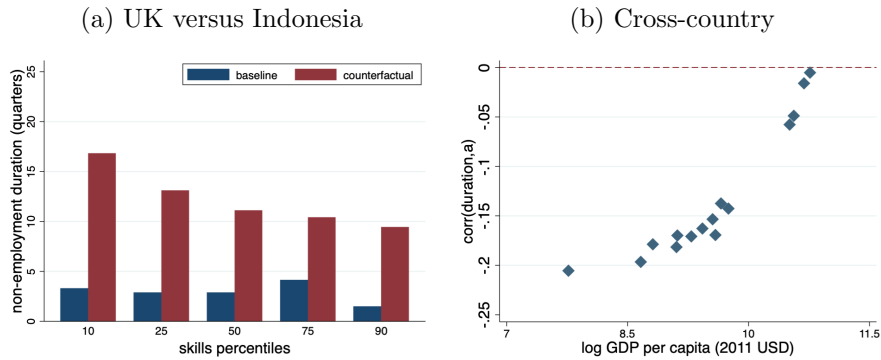 (a) UK versus Indonesia
non-employment duration (quarters)
25
20
15
10
5
0
baseline
counterfactual
10 25 50 75 90
skills percentiles
(b) Cross-country
corr(duration,a)
0
-.05
-.1
-.15
-.2
-.25
7 8.5 10 11.5
log GDP per capita (2011 USD)